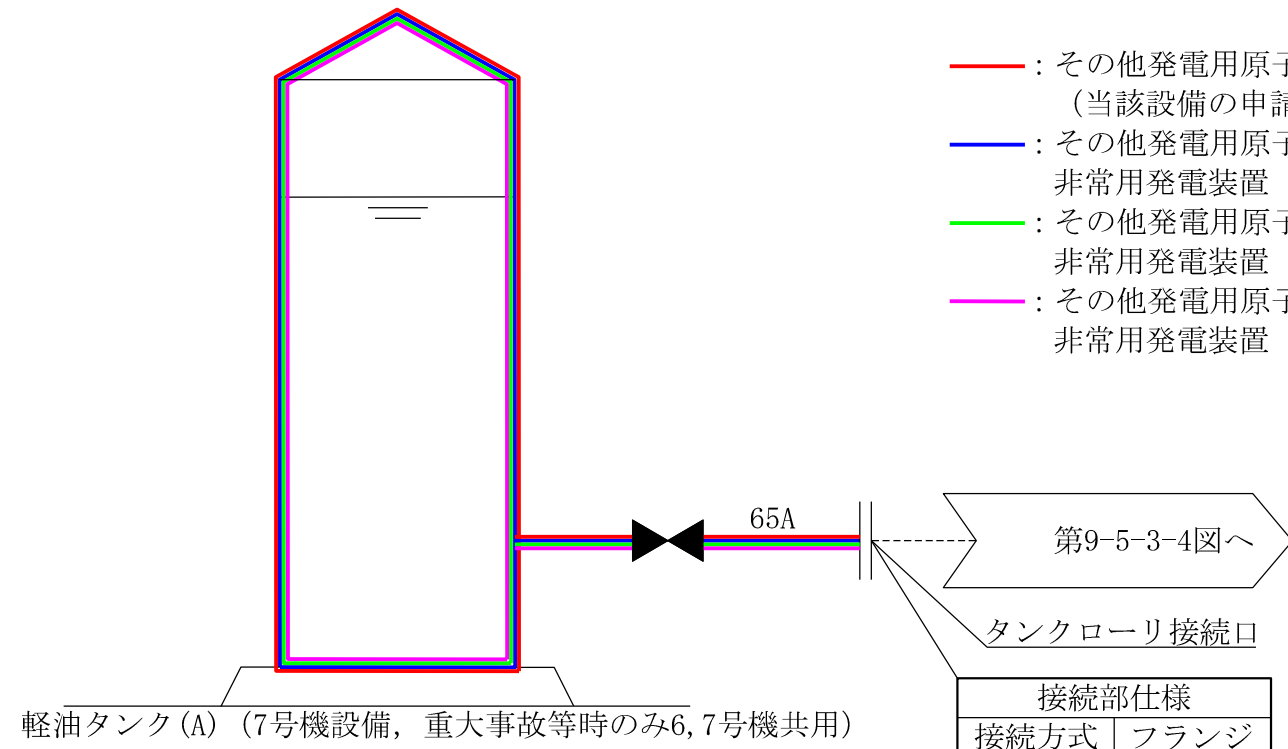 : その他発電用原子
(当該設備の申請
: その他発電用原子
非常用発電装置
: その他発電用原子
非常用発電装置
: その他発電用原子
非常用発電装置
65A
第9-5-3-4図へ
タンクローリ接続口
接続部仕様
接続方式 フランジ
軽油タンク(A) (7号機設備, 重大事故等時のみ6,7号機共用)